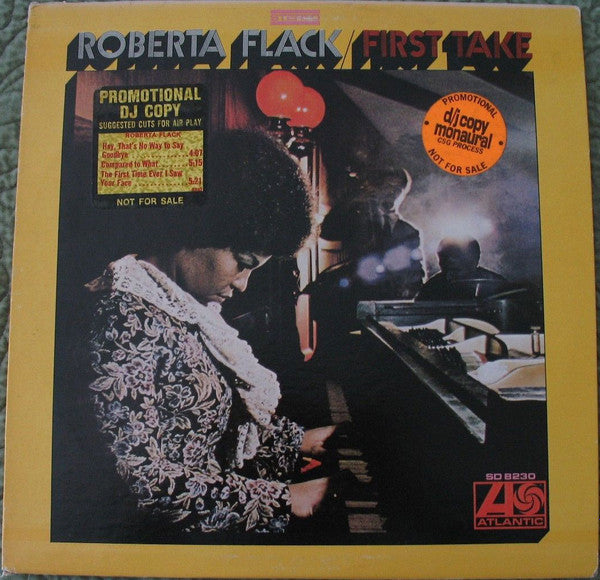 ROBERTA FLACK/FIRST TAKE
PROMOTIONAL
DJ COPY
SUGGESTED CUTS FOR AIR PLAY
ROBERTA FLACK
Hey, That's No Way to Say
Goodbye............4:07
Compared to What......5:15
The First Time Ever I Saw
Your Face............5:21
NOT FOR SALE
PROMOTIONAL
d/j copy
monaural
CSG PROCESS
NOT FOR SALE
SD 8230
ATLANTIC